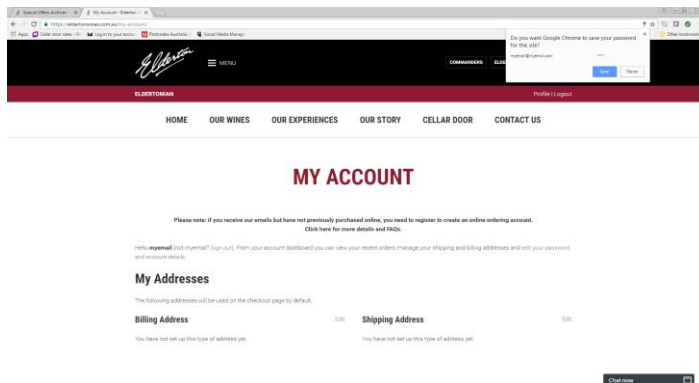 Special Offers Archives
My Account - Elderton
https://eldertonwines.com.au/my-account/
Apps
Cellar door sales -
Log in to your accou
Postcodes Australia
Social Media Manag
Other bookmarks
Do you want Google Chrome to save your password
for this site?
myemail@myemail.com
Save
Never
Elderton
MENU
COMMANDERS
ELDERTONIAN
Profile | Logout
HOME
OUR WINES
OUR EXPERIENCES
OUR STORY
CELLAR DOOR
CONTACT US
MY ACCOUNT
Please note: if you receive our emails but have not previously purchased online, you need to register to create an online ordering account.
Click here for more details and FAQs.
Hello myemail (not myemail? Sign out). From your account dashboard you can view your recent orders, manage your shipping and billing addresses and edit your password
and account details.
My Addresses
The following addresses will be used on the checkout page by default.
Billing Address
Edit
Shipping Address
Edit
You have not set up this type of address yet.
You have not set up this type of address yet.
Chat now